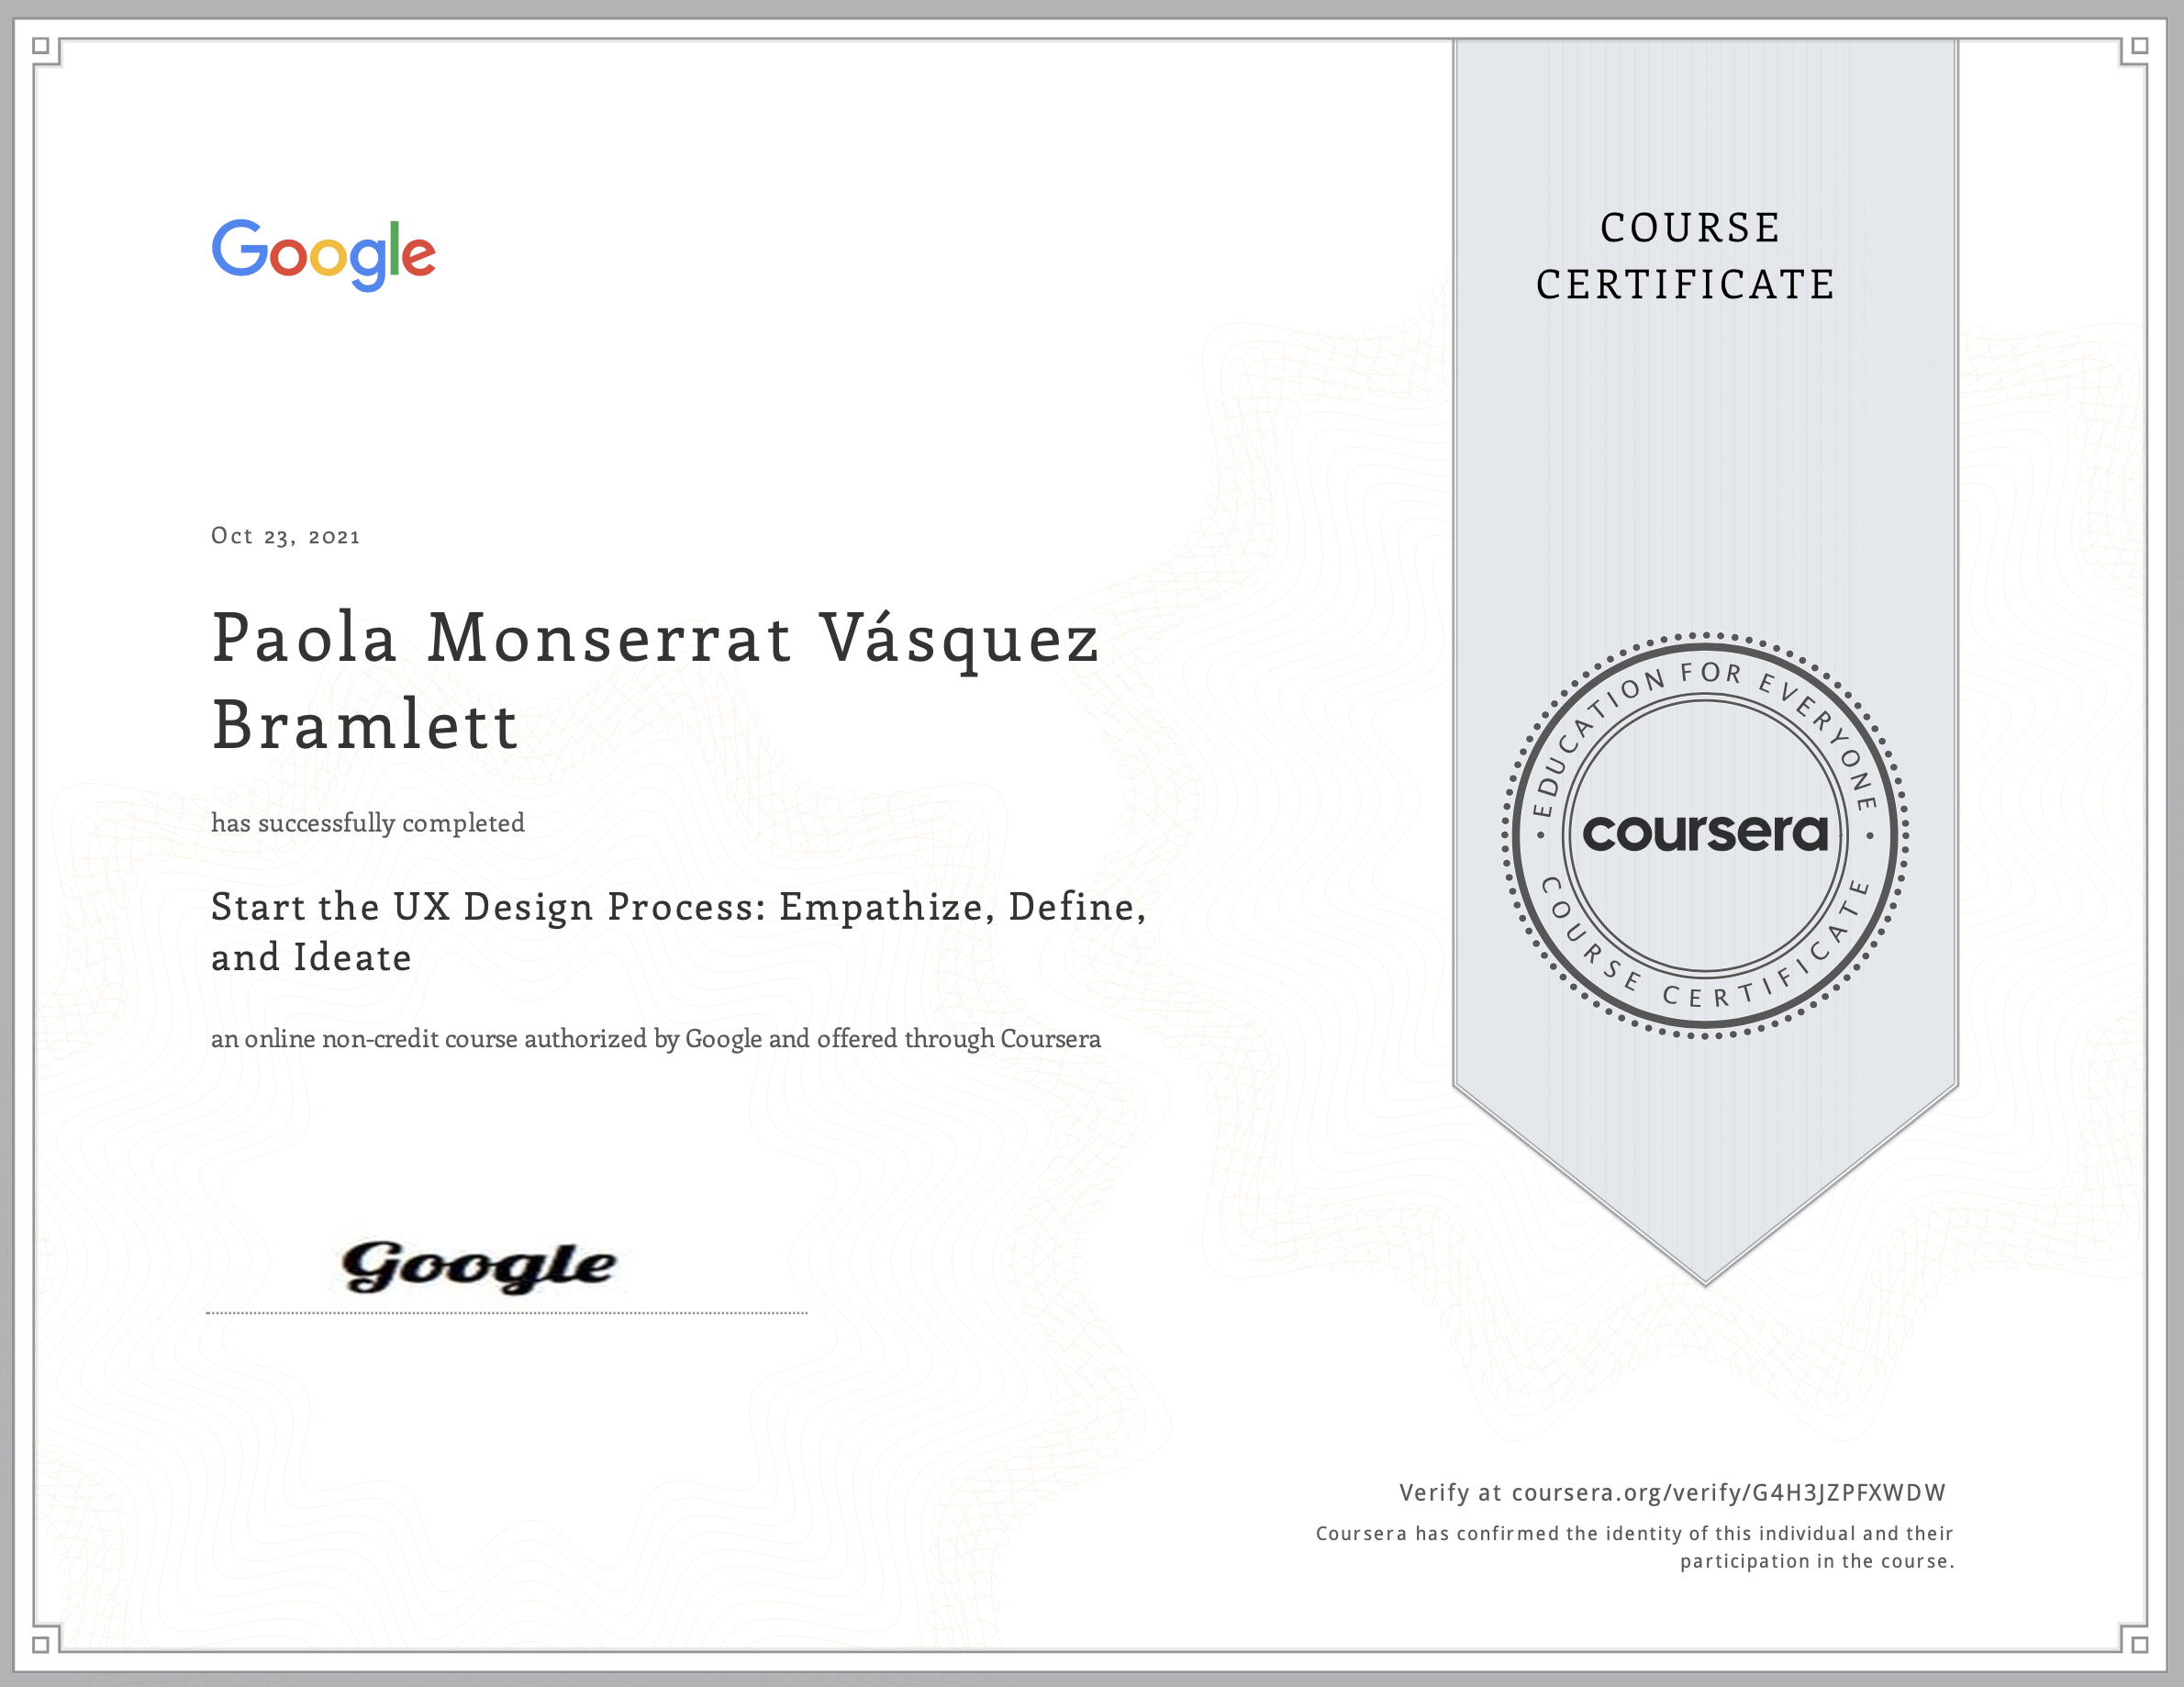 Google
COURSE
CERTIFICATE
Oct 23, 2021
Paola Monserrat Vásquez
Bramlett
has successfully completed
Start the UX Design Process: Empathize, Define,
and Ideate
an online non-credit course authorized by Google and offered through Coursera
EDUCATION FOR EVERYONE
coursera
COURSE CERTIFICATE
Google
Verify at coursera.org/verify/G4H3JZPFXWDW
Coursera has confirmed the identity of this individual and their
participation in the course.